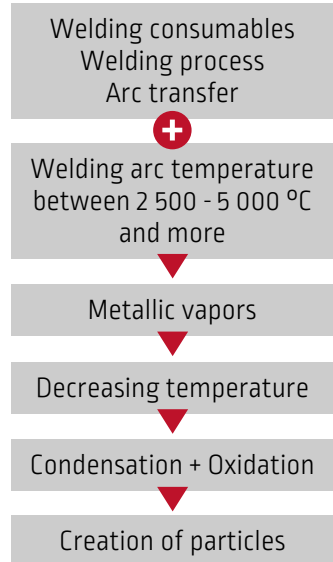 Welding consumables
Welding process
Arc transfer
+
Welding arc temperature
between 2 500 - 5 000 ºC
and more
Metallic vapors
Decreasing temperature
Condensation + Oxidation
Creation of particles